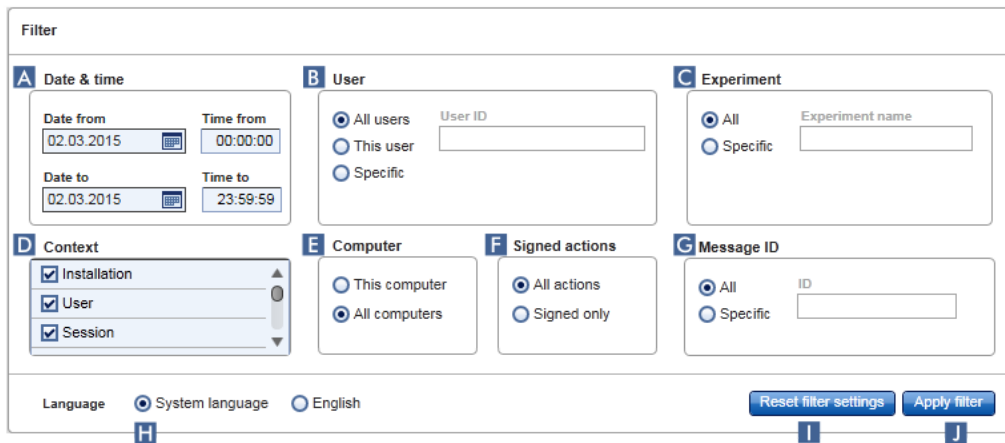 Filter
A Date & time
B User
C Experiment
Date from Time from
02.03.2015 00:00:00
Date to Time to
02.03.2015 23:59:59
All users User ID
This user
Specific
All Experiment name
Specific
D Context
E Computer
F Signed actions
G Message ID
Installation
User
Session
This computer
All computers
All actions
Signed only
All ID
Specific
Language System language English Reset filter settings Apply filter
H I J